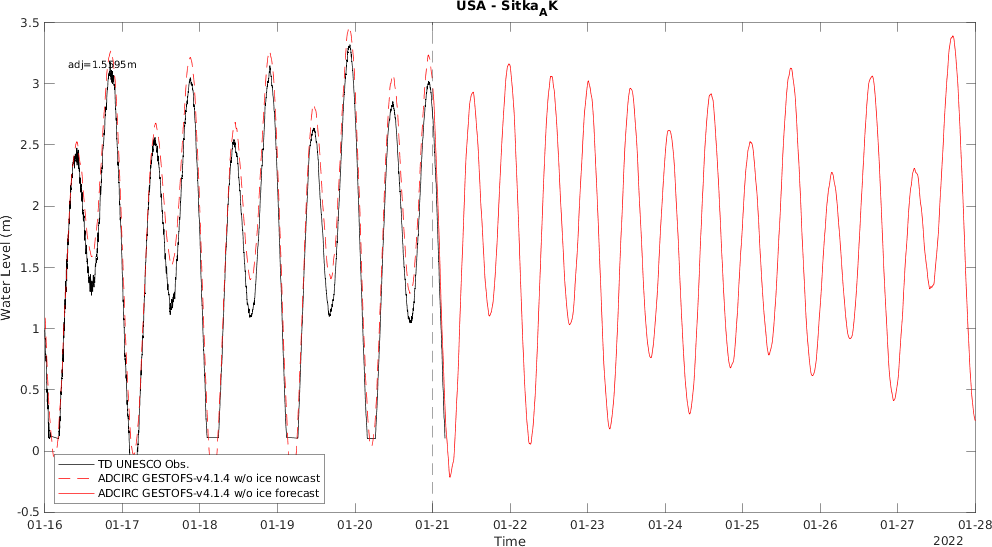 USA - Sitka_AK
adj=1.5595m
Water Level (m)
3.5
3
2.5
2
1.5
1
0.5
0
-0.5
TD UNESCO Obs.
ADCIRC GESTOFS-v4.1.4 w/o ice nowcast
ADCIRC GESTOFS-v4.1.4 w/o ice forecast
01-16 01-17 01-18 01-19 01-20 01-21 01-22 01-23 01-24 01-25 01-26 01-27 01-28
Time
2022